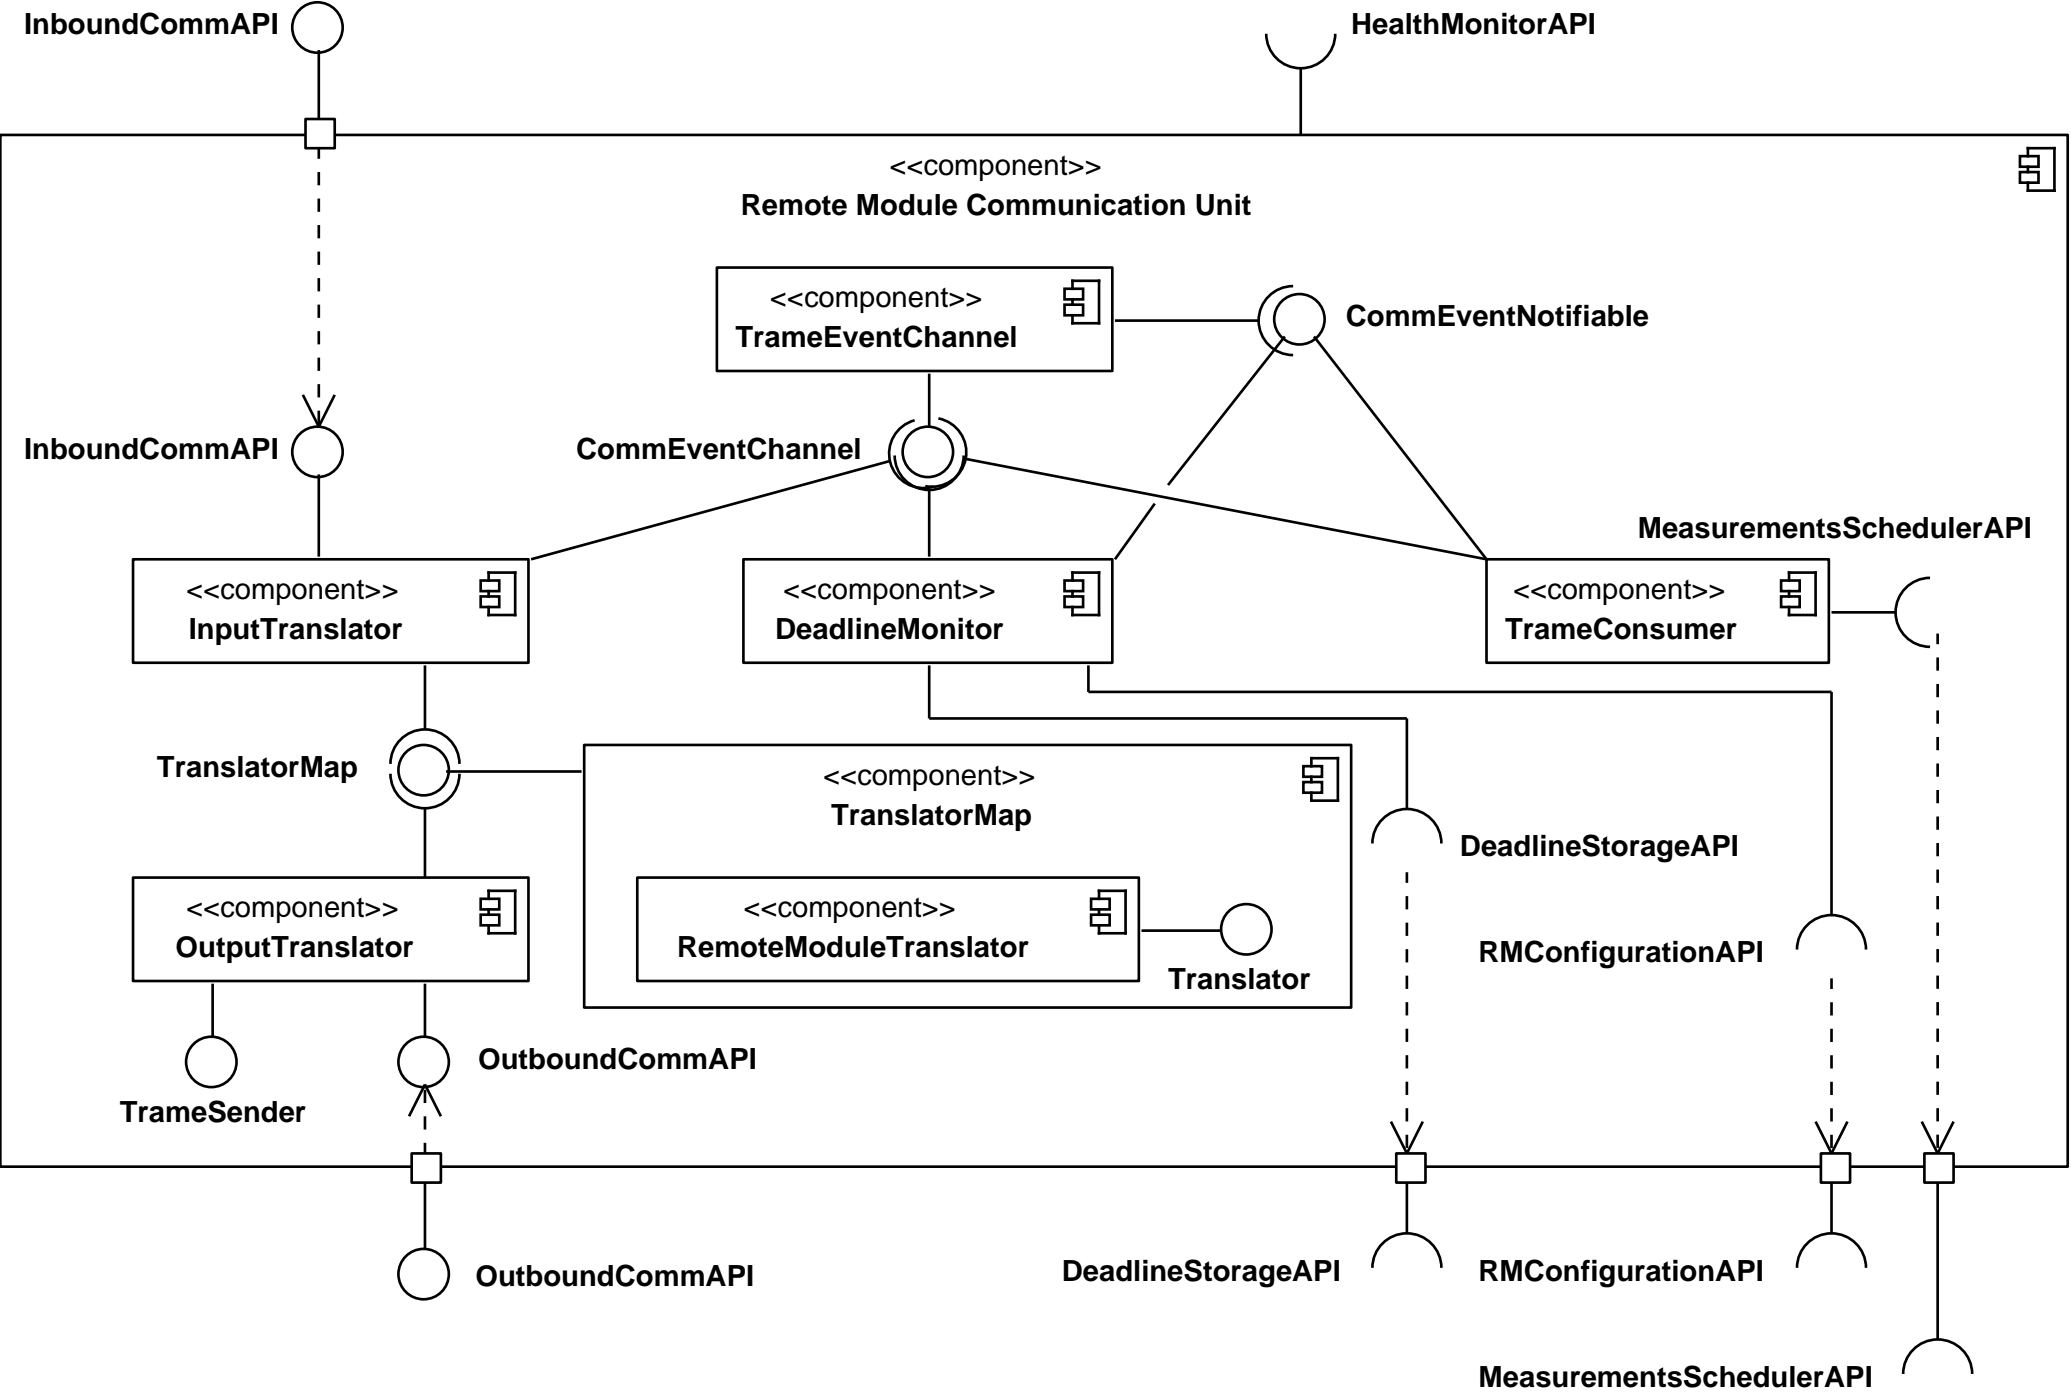 InboundCommAPI
HealthMonitorAPI
<<component>>
Remote Module Communication Unit
<<component>>
TrameEventChannel
CommEventNotifiable
InboundCommAPI
CommEventChannel
MeasurementsSchedulerAPI
<<component>>
InputTranslator
<<component>>
DeadlineMonitor
<<component>>
TrameConsumer
TranslatorMap
<<component>>
TranslatorMap
DeadlineStorageAPI
<<component>>
OutputTranslator
<<component>>
RemoteModuleTranslator
Translator
RMConfigurationAPI
OutboundCommAPI
TrameSender
OutboundCommAPI
DeadlineStorageAPI
RMConfigurationAPI
MeasurementsSchedulerAPI